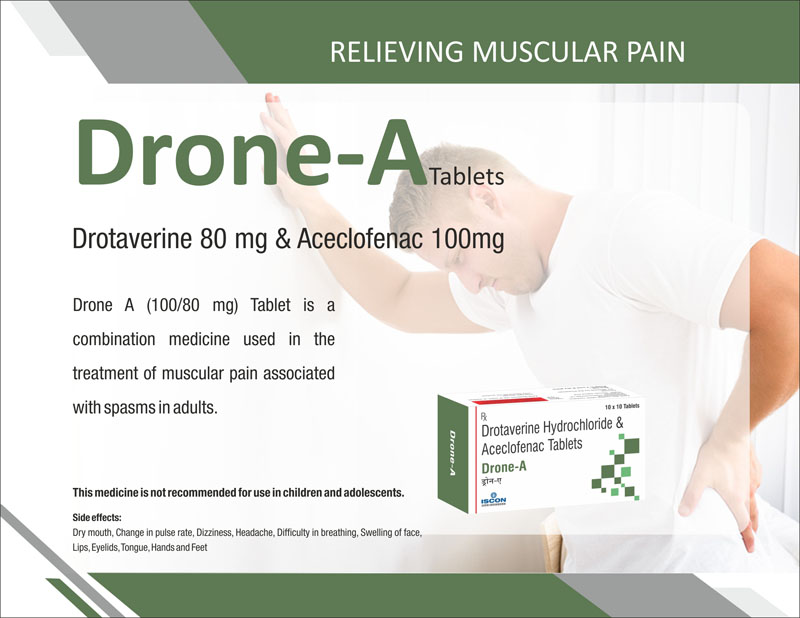 RELIEVING MUSCULAR PAIN
Drone-A Tablets
Drotaverine 80 mg & Aceclofenac 100mg
Drone A (100/80 mg) Tablet is a
combination medicine used in the
treatment of muscular pain associated
with spasms in adults.
Rx
10 x 10 Tablets
Drotaverine Hydrochloride &
Aceclofenac Tablets
Drone-A
ड्रोन-ए
ISCON
Drone-A
This medicine is not recommended for use in children and adolescents.
Side effects:
Dry mouth, Change in pulse rate, Dizziness, Headache, Difficulty in breathing, Swelling of face,
Lips, Eyelids, Tongue, Hands and Feet